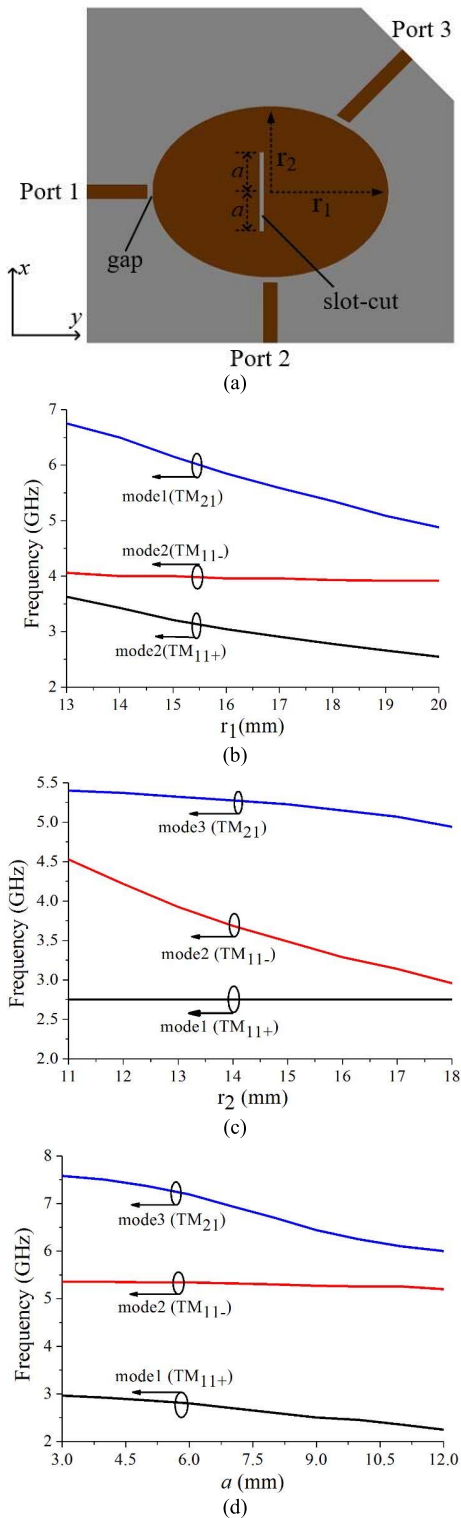 Port 3
r2
a
a
r1
Port 1
gap
slot-cut
x
y
Port 2
(a)
7
6
5
4
3
2
Frequency (GHz)
mode1(TM21)
mode2(TM11-)
mode2(TM11+)
13 14 15 16 17 18 19 20
r1(mm)
(b)
5.5
5.0
4.5
4.0
3.5
3.0
2.5
2.0
Frequency (GHz)
mode3 (TM21)
mode2 (TM11-)
mode1 (TM11+)
11 12 13 14 15 16 17 18
r2 (mm)
(c)
8
7
6
5
4
3
2
Frequency (GHz)
mode3 (TM21)
mode2 (TM11-)
mode1 (TM11+)
3.0 4.5 6.0 7.5 9.0 10.5 12.0
a (mm)
(d)